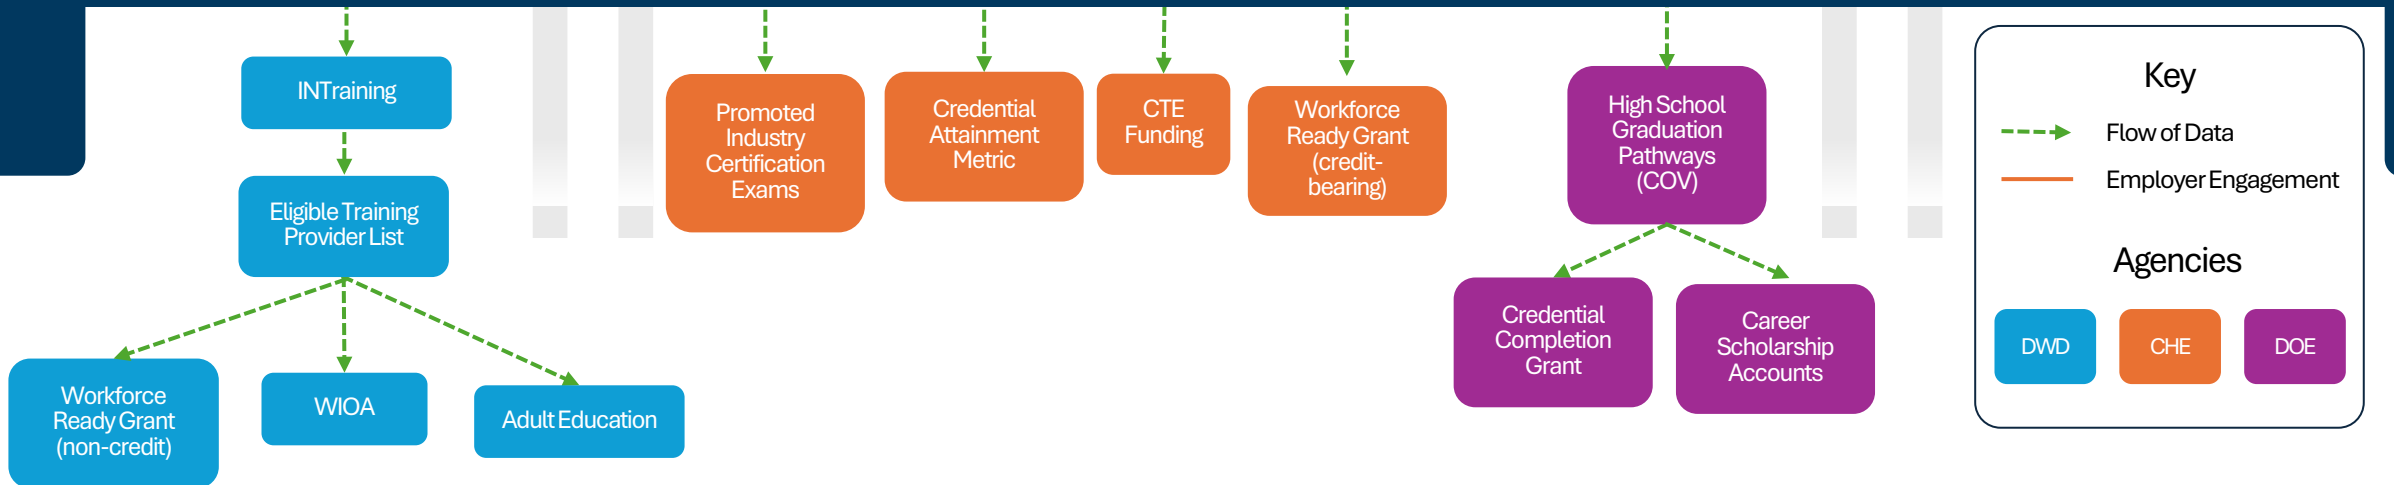 INTraining
Eligible Training
Provider List
Workforce
Ready Grant
(non-credit)
WIOA
Adult Education
Promoted
Industry
Certification
Exams
Credential
Attainment
Metric
CTE
Funding
Workforce
Ready Grant
(credit-
bearing)
High School
Graduation
Pathways
(COV)
Credential
Completion
Grant
Career
Scholarship
Accounts
Key
Flow of Data
Employer Engagement
Agencies
DWD
CHE
DOE